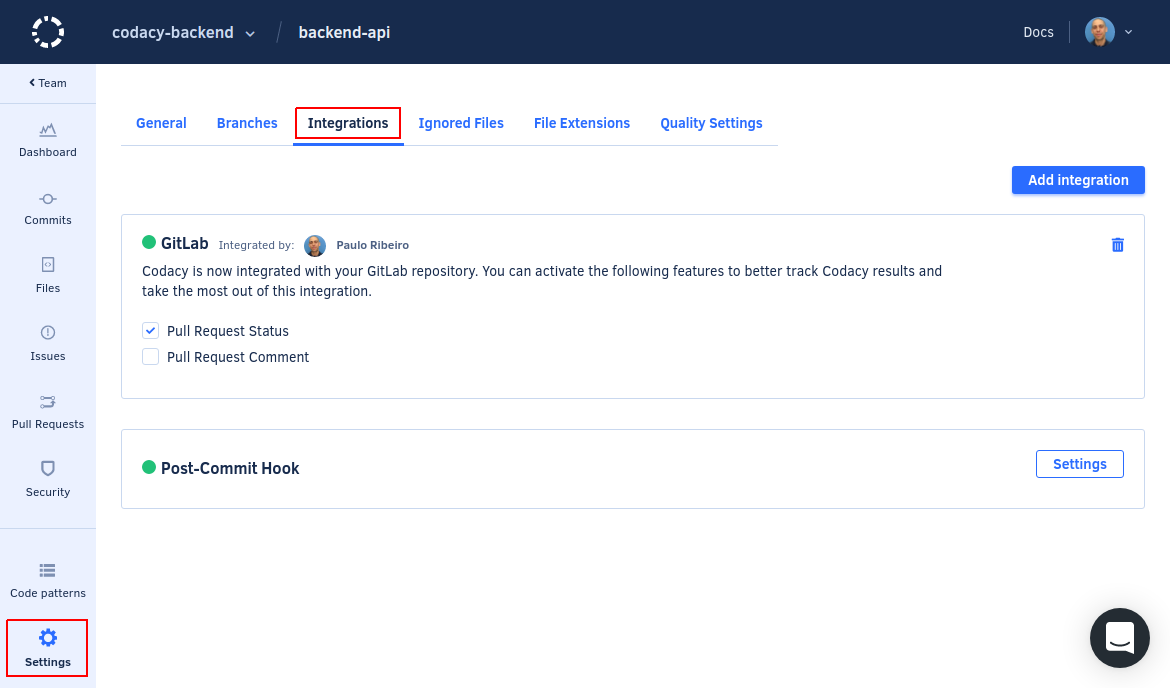 codacy-backend / backend-api
Docs
Team
Dashboard
Commits
Files
Issues
Pull Requests
Security
Code patterns
Settings
General Branches Integrations Ignored Files File Extensions Quality Settings
Add integration
GitLab Integrated by: Paulo Ribeiro
Codacy is now integrated with your GitLab repository. You can activate the following features to better track Codacy results and
take the most out of this integration.
Pull Request Status
Pull Request Comment
Post-Commit Hook
Settings